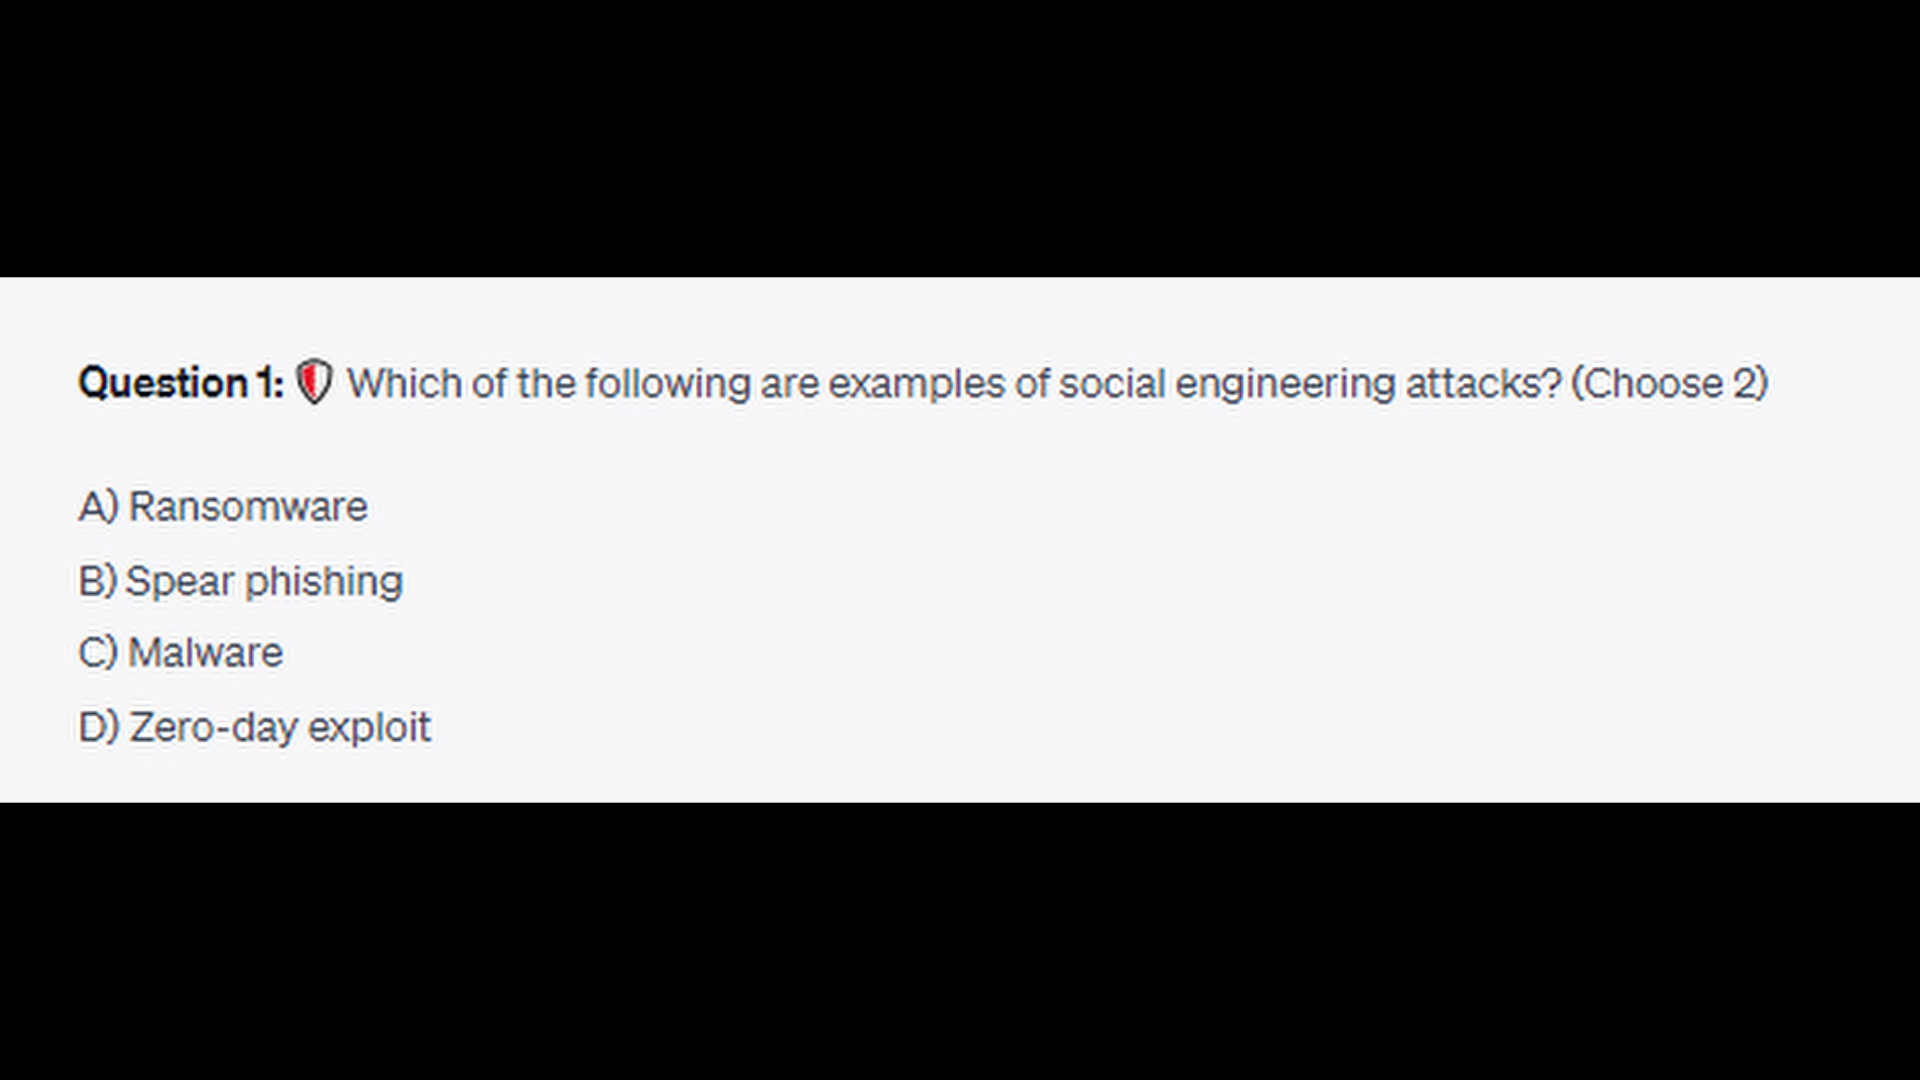 Question 1: 🛡 Which of the following are examples of social engineering attacks? (Choose 2)
A) Ransomware
B) Spear phishing
C) Malware
D) Zero-day exploit